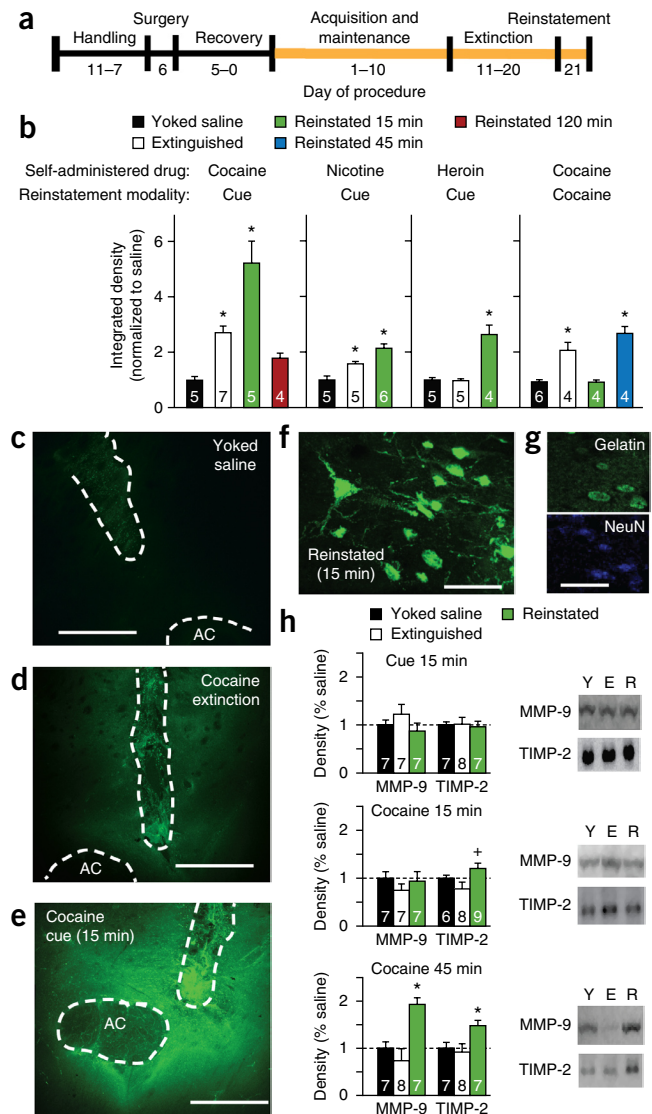 a
Surgery
Handling
Recovery
Acquisition and
maintenance
Reinstatement
Extinction
11–7
6
5–0
1–10
11–20
21
Day of procedure
b
Yoked saline
Reinstated 15 min
Reinstated 120 min
Extinguished
Reinstated 45 min
Self-administered drug:
Cocaine
Nicotine
Heroin
Cocaine
Reinstatement modality:
Cue
Cue
Cue
Cocaine
Integrated density
(normalized to saline)
6
4
2
0
* * * * * * *
5 7 5 4
5 5 6
5 5 4
6 4 4 4
c
Yoked
saline
AC
d
Cocaine
extinction
AC
e
Cocaine
cue (15 min)
AC
f
Reinstated
(15 min)
g
Gelatin
NeuN
h
Yoked saline
Reinstated
Extinguished
Cue 15 min
Density (% saline)
2
1
0
7 7 7
7 8 7
MMP-9 TIMP-2
Y E R
MMP-9
TIMP-2
Cocaine 15 min
Density (% saline)
2
1
0
+
7 7 7
6 8 9
MMP-9 TIMP-2
Y E R
MMP-9
TIMP-2
Cocaine 45 min
Density (% saline)
2
1
0
* *
7 8 7
7 8 7
MMP-9 TIMP-2
Y E R
MMP-9
TIMP-2